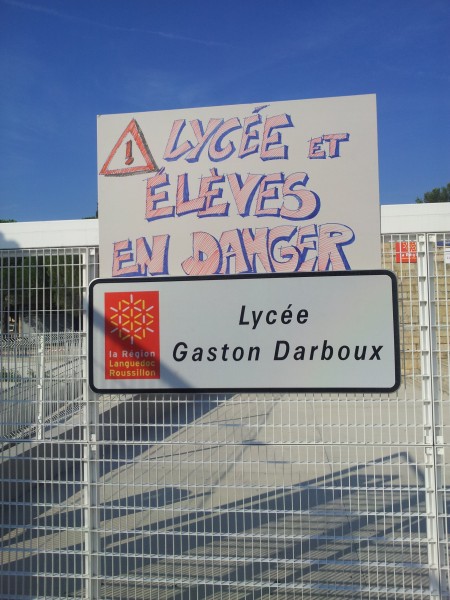 ! LYCÉE ET
ÉLÈVES
EN DANGER
Lycée
Gaston Darboux
la Région
Languedoc
Roussillon